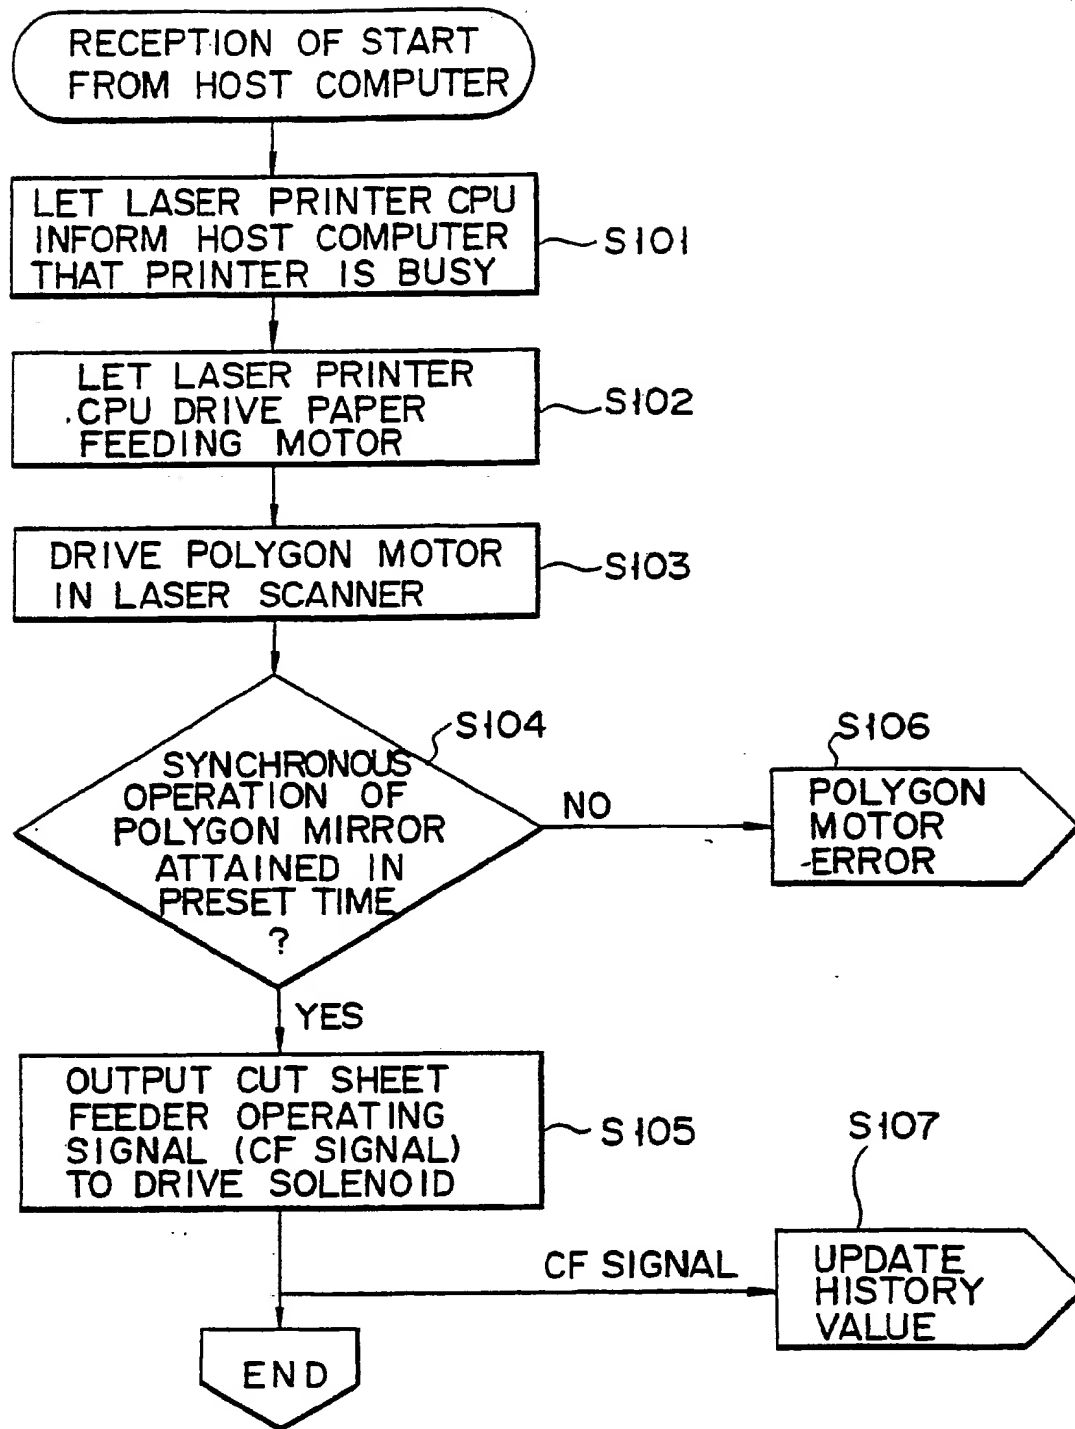 RECEPTION OF START
FROM HOST COMPUTER
LET LASER PRINTER CPU
INFORM HOST COMPUTER
THAT PRINTER IS BUSY
S101
LET LASER PRINTER
CPU DRIVE PAPER
FEEDING MOTOR
S102
DRIVE POLYGON MOTOR
IN LASER SCANNER
S103
S104
SYNCHRONOUS
OPERATION OF
POLYGON MIRROR
ATTAINED IN
PRESET TIME
?
NO
S106
POLYGON
MOTOR
ERROR
YES
OUTPUT CUT SHEET
FEEDER OPERATING
SIGNAL (CF SIGNAL)
TO DRIVE SOLENOID
S105
S107
CF SIGNAL
UPDATE
HISTORY
VALUE
END